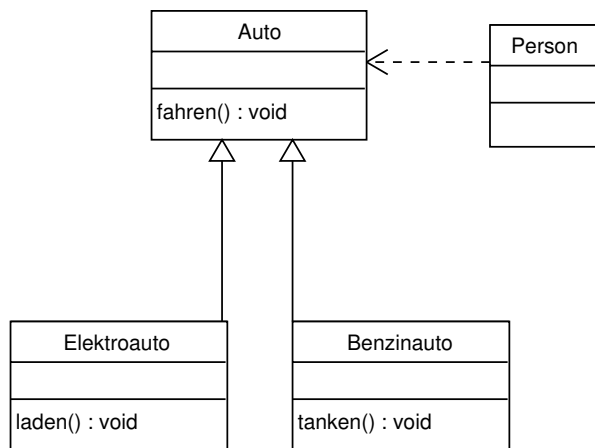 Auto
Person
fahren() : void
Elektroauto
Benzinauto
laden() : void
tanken() : void